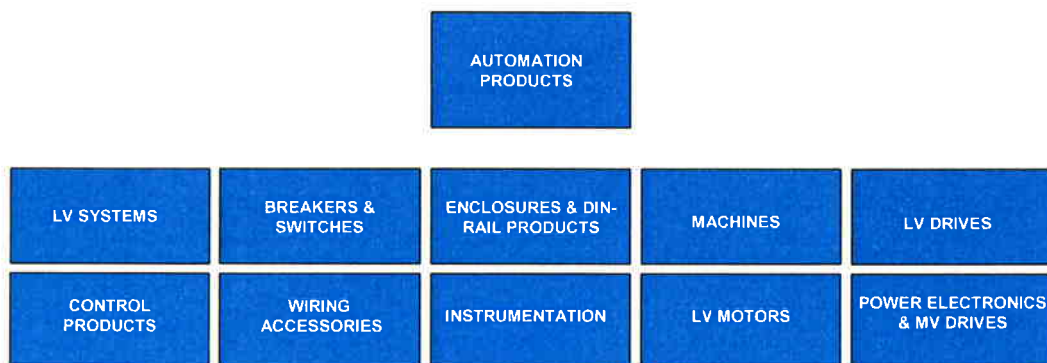 AUTOMATION
PRODUCTS
LV SYSTEMS
BREAKERS &
SWITCHES
ENCLOSURES & DIN-
RAIL PRODUCTS
MACHINES
LV DRIVES
CONTROL
PRODUCTS
WIRING
ACCESSORIES
INSTRUMENTATION
LV MOTORS
POWER ELECTRONICS
& MV DRIVES